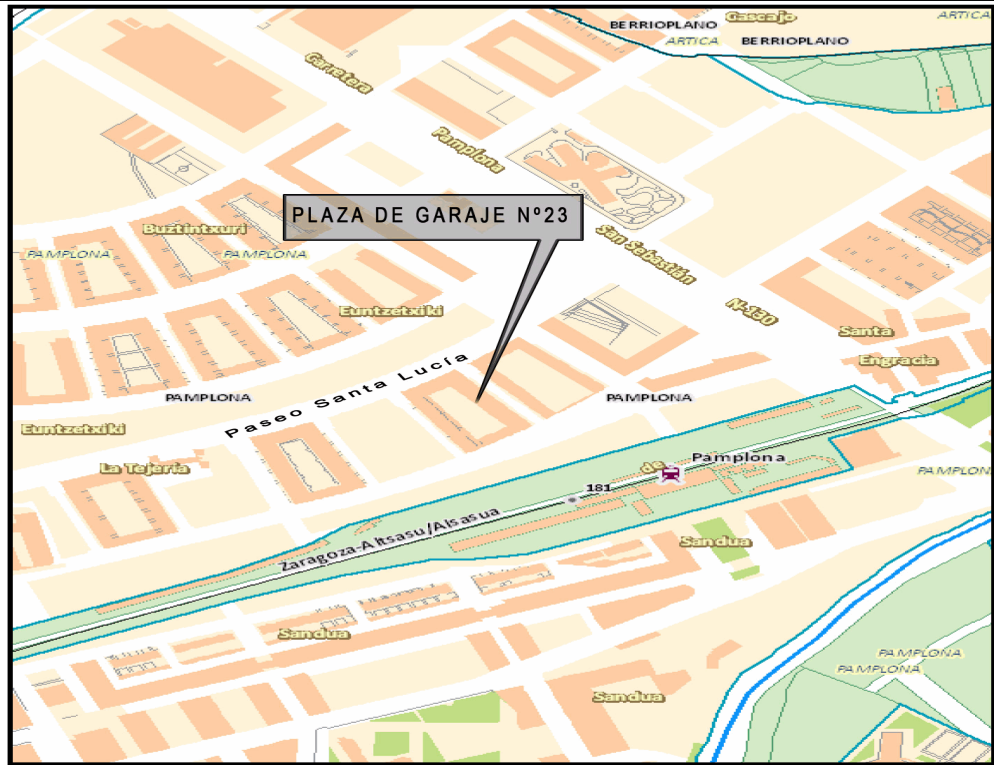 BERRIOPLANO
Gascajo
ARTICA
ARTICA
BERRIOPLANO
Carretera
Pamplona
PLAZA DE GARAJE Nº23
Buztintxuri
San Sebastián
PAMPLONA
PAMPLONA
Euntzetxiki
N-130
Santa
Engracia
Paseo Santa Lucía
PAMPLONA
PAMPLONA
Euntzetxiki
La Tejería
de
Pamplona
PAMPLON
181
Zaragoza-Altsasu/Alsasua
Sandua
Sandua
PAMPLONA
PAMPLONA
Sandua